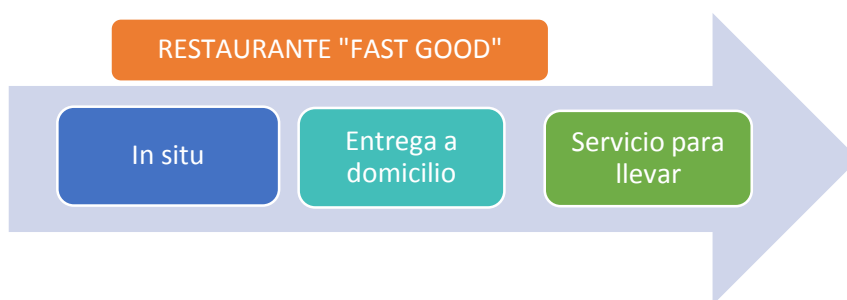 RESTAURANTE "FAST GOOD"
In situ
Entrega a
domicilio
Servicio para
llevar